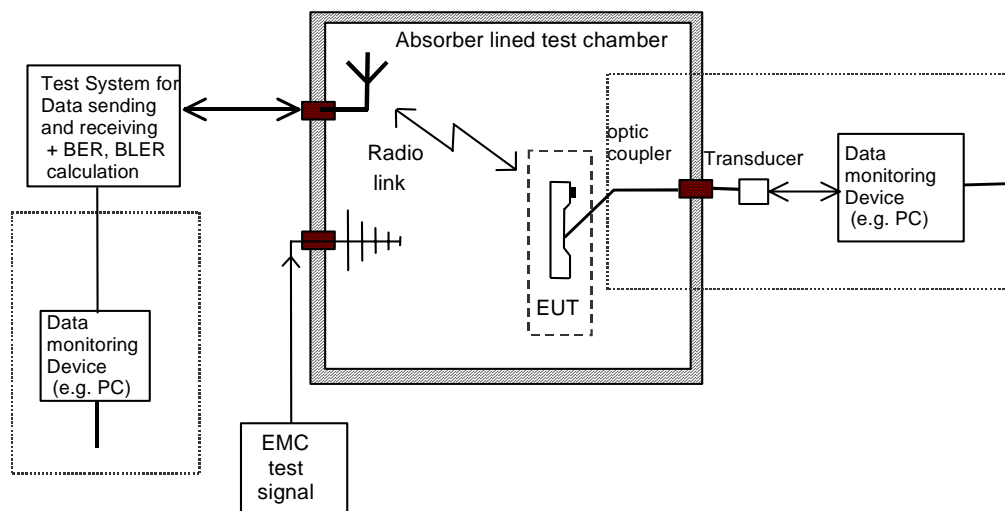 Absorber lined test chamber
Test System for
Data sending
and receiving
+ BER, BLER
calculation
Radio
link
optic
coupler
Transducer
Data
monitoring
Device
(e.g. PC)
EUT
Data
monitoring
Device
(e.g. PC)
EMC
test
signal